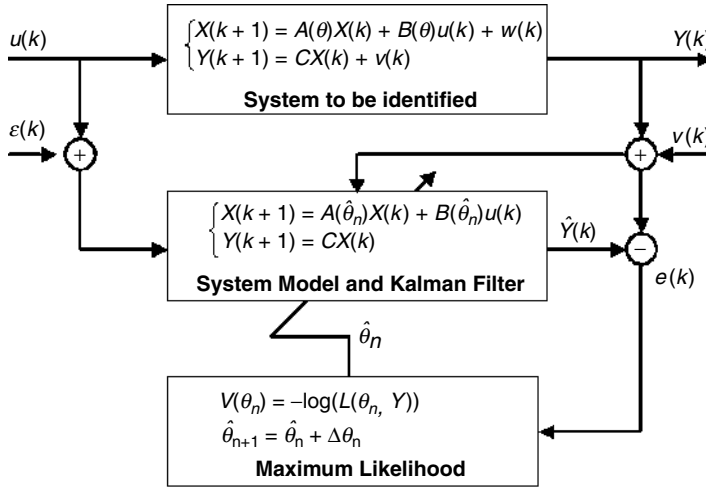 u(k)
X(k + 1) = A(θ)X(k) + B(θ)u(k) + w(k)
Y(k + 1) = CX(k) + v(k)
System to be identified
Y(k)
ε(k)
+
+
v(k)
X(k + 1) = A(θ̂ₙ)X(k) + B(θ̂ₙ)u(k)
Y(k + 1) = CX(k)
System Model and Kalman Filter
Ŷ(k)
−
e(k)
θ̂n
V(θₙ) = −log(L(θₙ, Y))
θ̂ₙ₊₁ = θ̂ₙ + Δθₙ
Maximum Likelihood